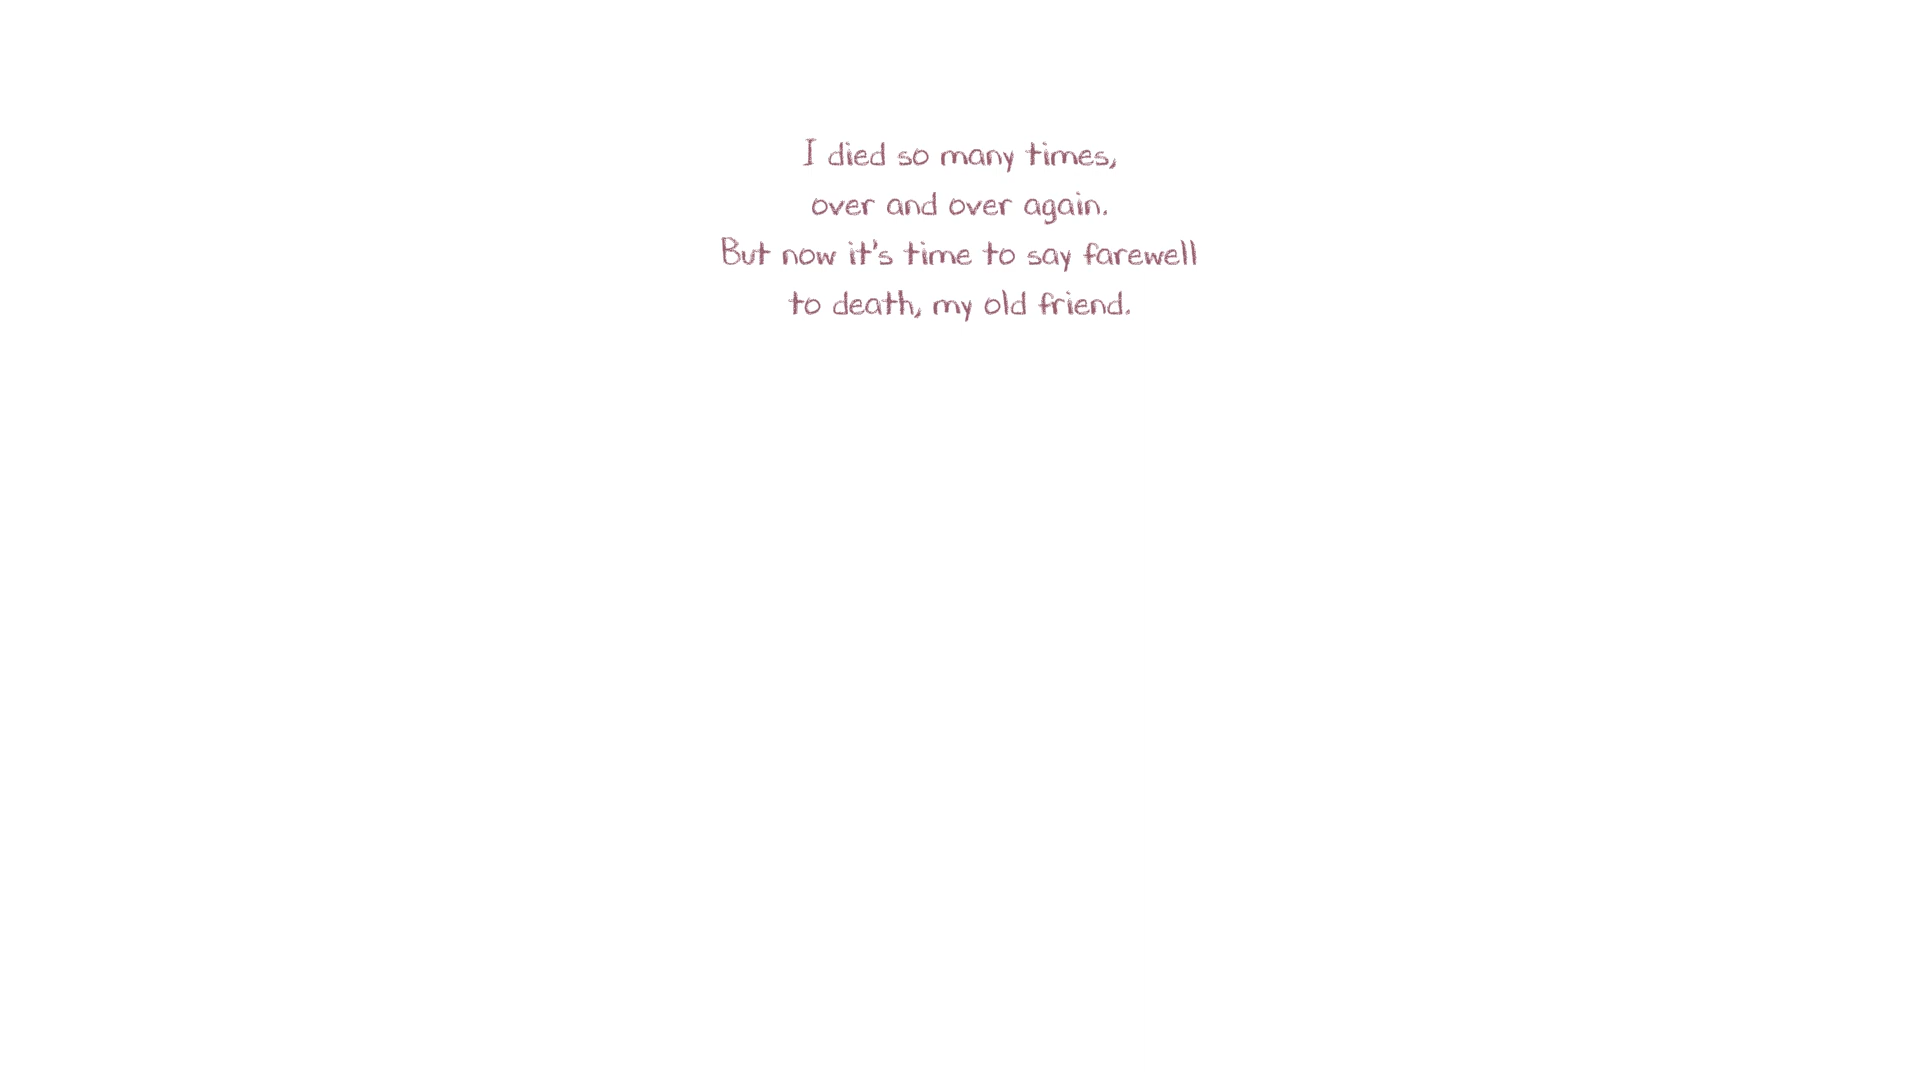 I died so many times,
over and over again.
But now it's time to say farewell
to death, my old friend.